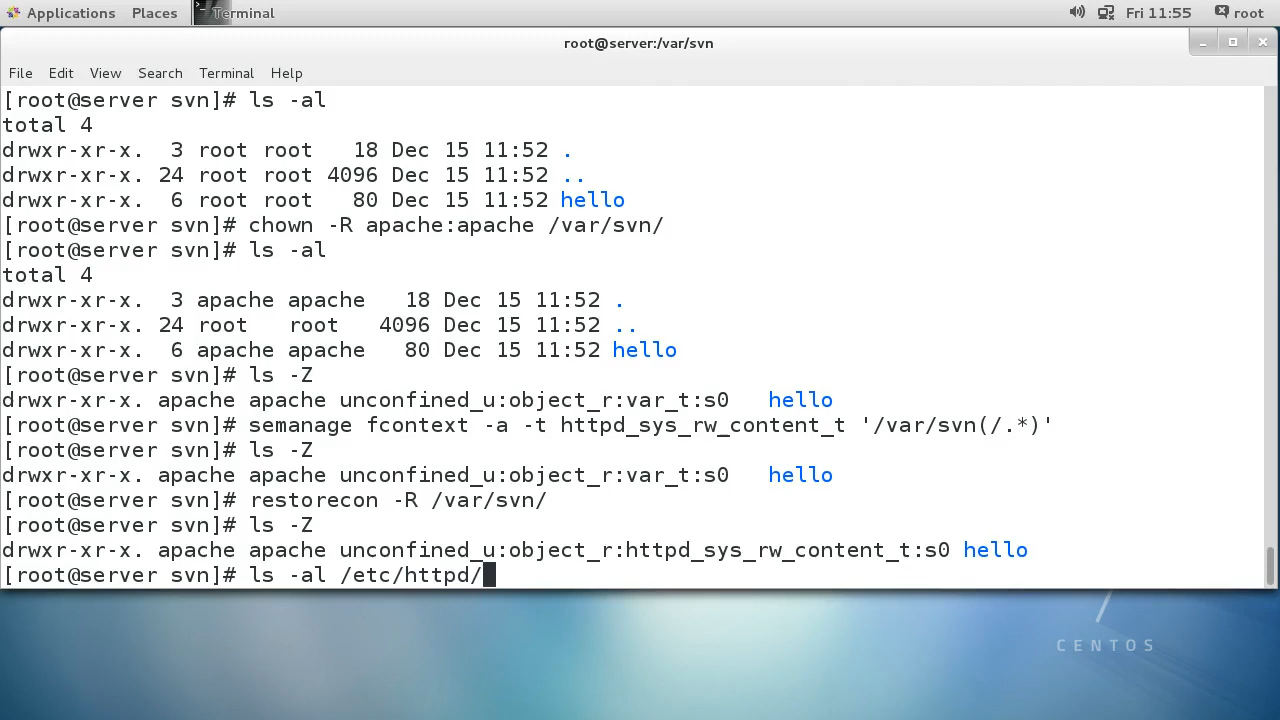 Applications Places Terminal Fri 11:55 root
root@server:/var/svn
File Edit View Search Terminal Help
[root@server svn]# ls -al
total 4
drwxr-xr-x.  3 root root   18 Dec 15 11:52 .
drwxr-xr-x. 24 root root 4096 Dec 15 11:52 ..
drwxr-xr-x.  6 root root   80 Dec 15 11:52 hello
[root@server svn]# chown -R apache:apache /var/svn/
[root@server svn]# ls -al
total 4
drwxr-xr-x.  3 apache apache   18 Dec 15 11:52 .
drwxr-xr-x. 24 root   root   4096 Dec 15 11:52 ..
drwxr-xr-x.  6 apache apache   80 Dec 15 11:52 hello
[root@server svn]# ls -Z
drwxr-xr-x. apache apache unconfined_u:object_r:var_t:s0   hello
[root@server svn]# semanage fcontext -a -t httpd_sys_rw_content_t '/var/svn(/.*)'
[root@server svn]# ls -Z
drwxr-xr-x. apache apache unconfined_u:object_r:var_t:s0   hello
[root@server svn]# restorecon -R /var/svn/
[root@server svn]# ls -Z
drwxr-xr-x. apache apache unconfined_u:object_r:httpd_sys_rw_content_t:s0 hello
[root@server svn]# ls -al /etc/httpd/
7
CENTOS